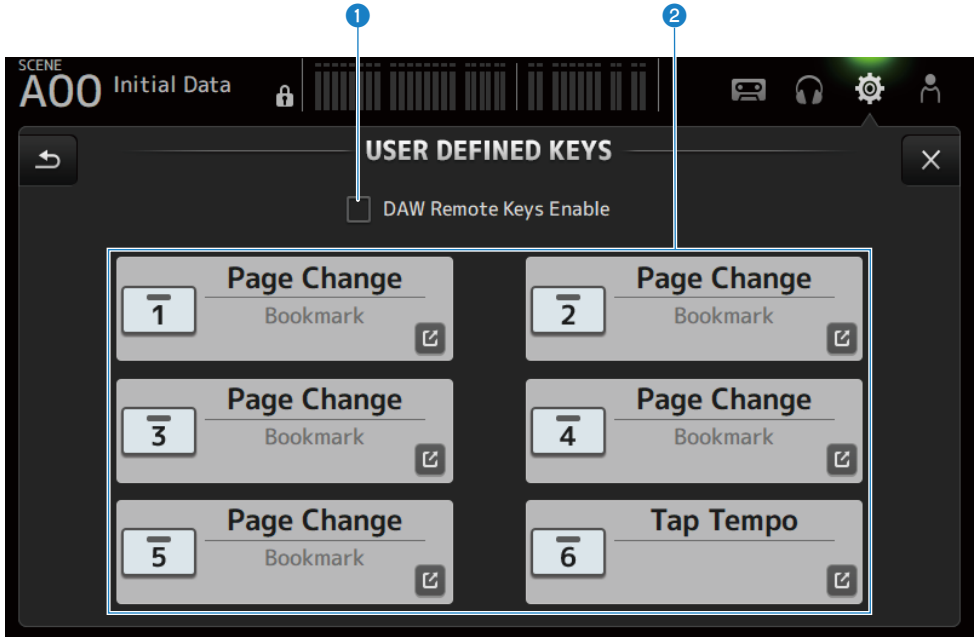 1
2
SCENE
A00 Initial Data
USER DEFINED KEYS
DAW Remote Keys Enable
1
Page Change
Bookmark
2
Page Change
Bookmark
3
Page Change
Bookmark
4
Page Change
Bookmark
5
Page Change
Bookmark
6
Tap Tempo